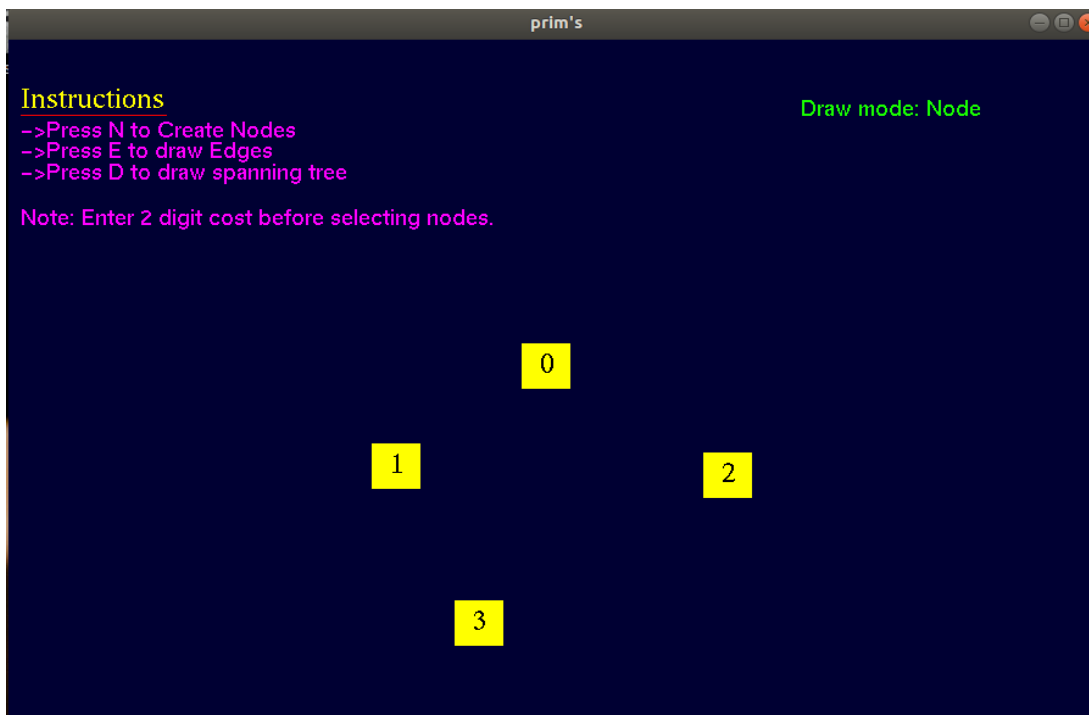 prim's
Instructions
Draw mode: Node
->Press N to Create Nodes
->Press E to draw Edges
->Press D to draw spanning tree
Note: Enter 2 digit cost before selecting nodes.
0
1
2
3